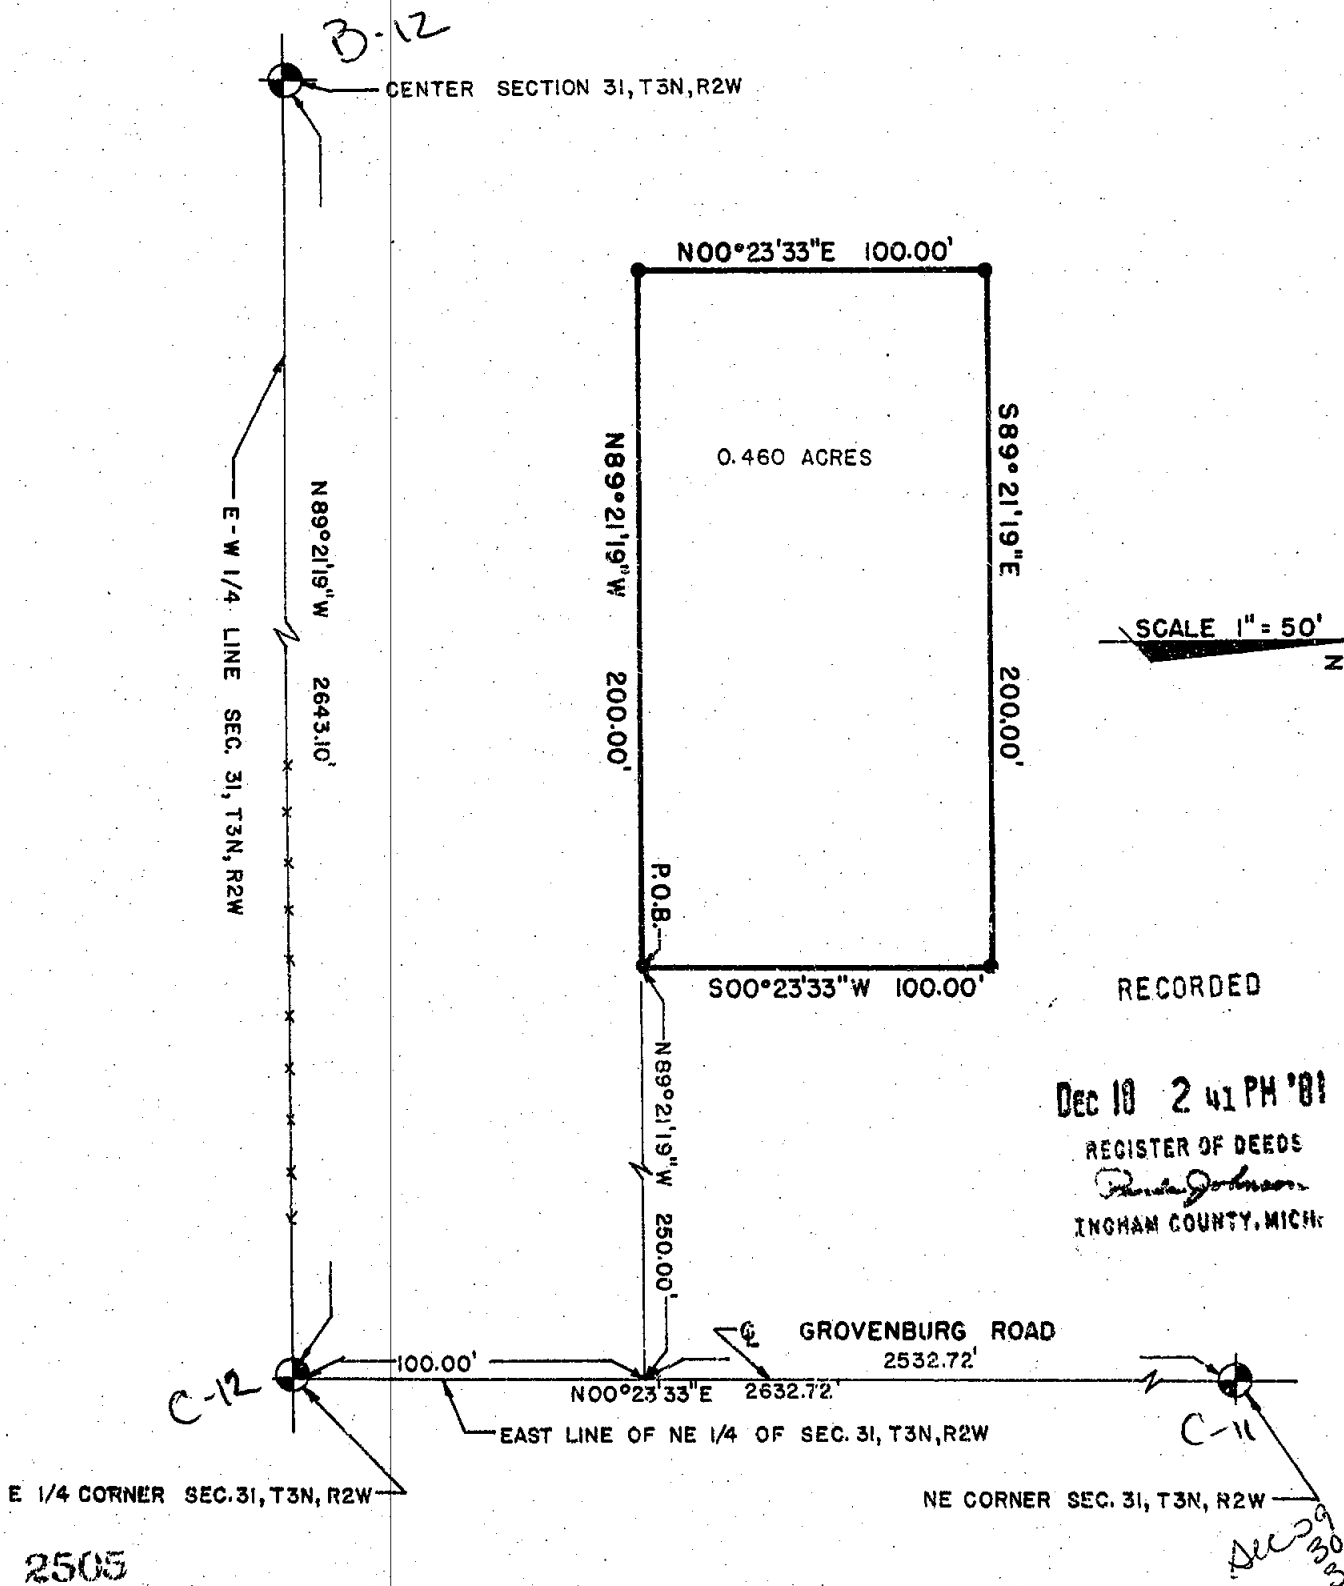 B-12
CENTER SECTION 31, T3N, R2W
N00°23'33"E 100.00'
0.460 ACRES
N89°21'19"W 200.00'
S89°21'19"E 200.00'
E-W 1/4 LINE SEC. 31, T3N, R2W
N89°21'19"W 2643.10'
SCALE 1"=50'
N
P.O.B.
S00°23'33"W 100.00'
RECORDED
N89°21'19"W 250.00'
DEC 10 2 41 PM '81
REGISTER OF DEEDS
Johnson
INGHAM COUNTY, MICH.
GROVENBURG ROAD
100.00'
2532.72'
N00°23'33"E 2632.72'
C-12
EAST LINE OF NE 1/4 OF SEC. 31, T3N, R2W
C-11
E 1/4 CORNER SEC. 31, T3N, R2W
NE CORNER SEC. 31, T3N, R2W
Sec 29
30
2505